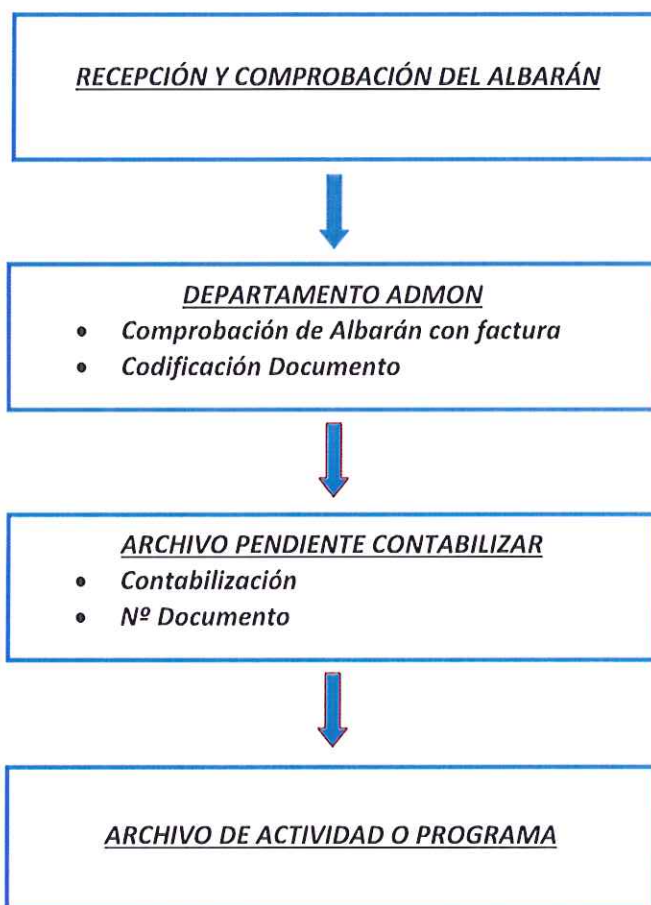 RECEPCIÓN Y COMPROBACIÓN DEL ALBARÁN
DEPARTAMENTO ADMON
• Comprobación de Albarán con factura
• Codificación Documento
ARCHIVO PENDIENTE CONTABILIZAR
• Contabilización
• Nº Documento
ARCHIVO DE ACTIVIDAD O PROGRAMA